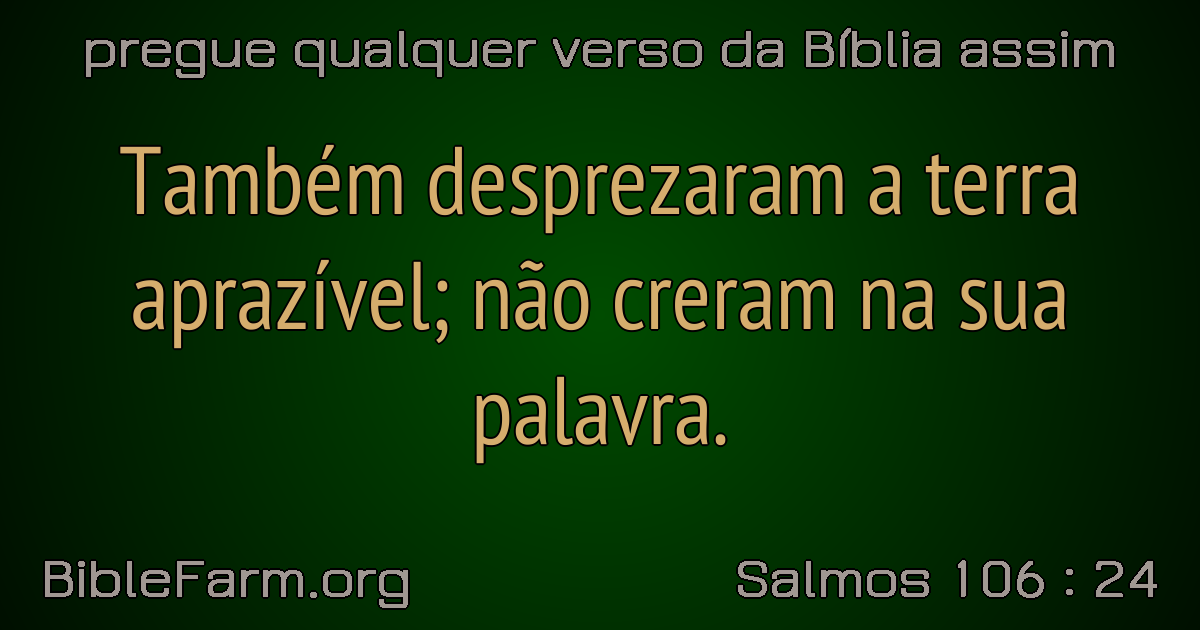 pregue qualquer verso da Bíblia assim
Também desprezaram a terra
aprazível; não creram na sua
palavra.
BibleFarm.org
Salmos 106 : 24